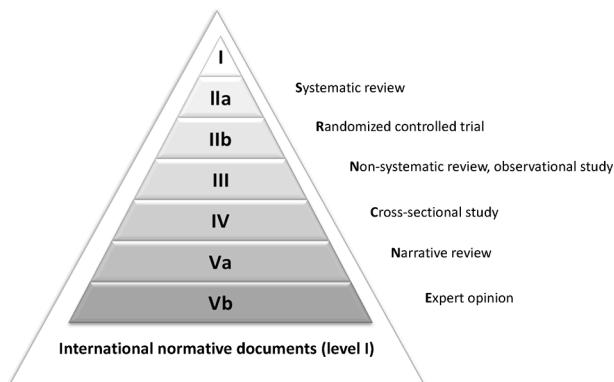 I
IIa
Systematic review
IIb
Randomized controlled trial
III
Non-systematic review, observational study
IV
Cross-sectional study
Va
Narrative review
Vb
Expert opinion
International normative documents (level I)